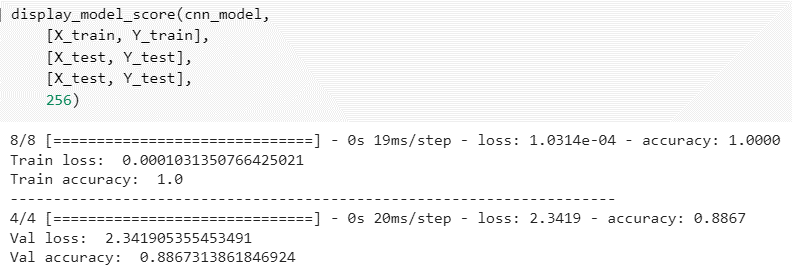 display_model_score(cnn_model,
    [X_train, Y_train],
    [X_test, Y_test],
    [X_test, Y_test],
    256)
8/8 [==============================] - 0s 19ms/step - loss: 1.0314e-04 - accuracy: 1.0000
Train loss:  0.0001031350766425021
Train accuracy:  1.0
----------------------------------------------------------------------
4/4 [==============================] - 0s 20ms/step - loss: 2.3419 - accuracy: 0.8867
Val loss:  2.341905355453491
Val accuracy:  0.8867313861846924